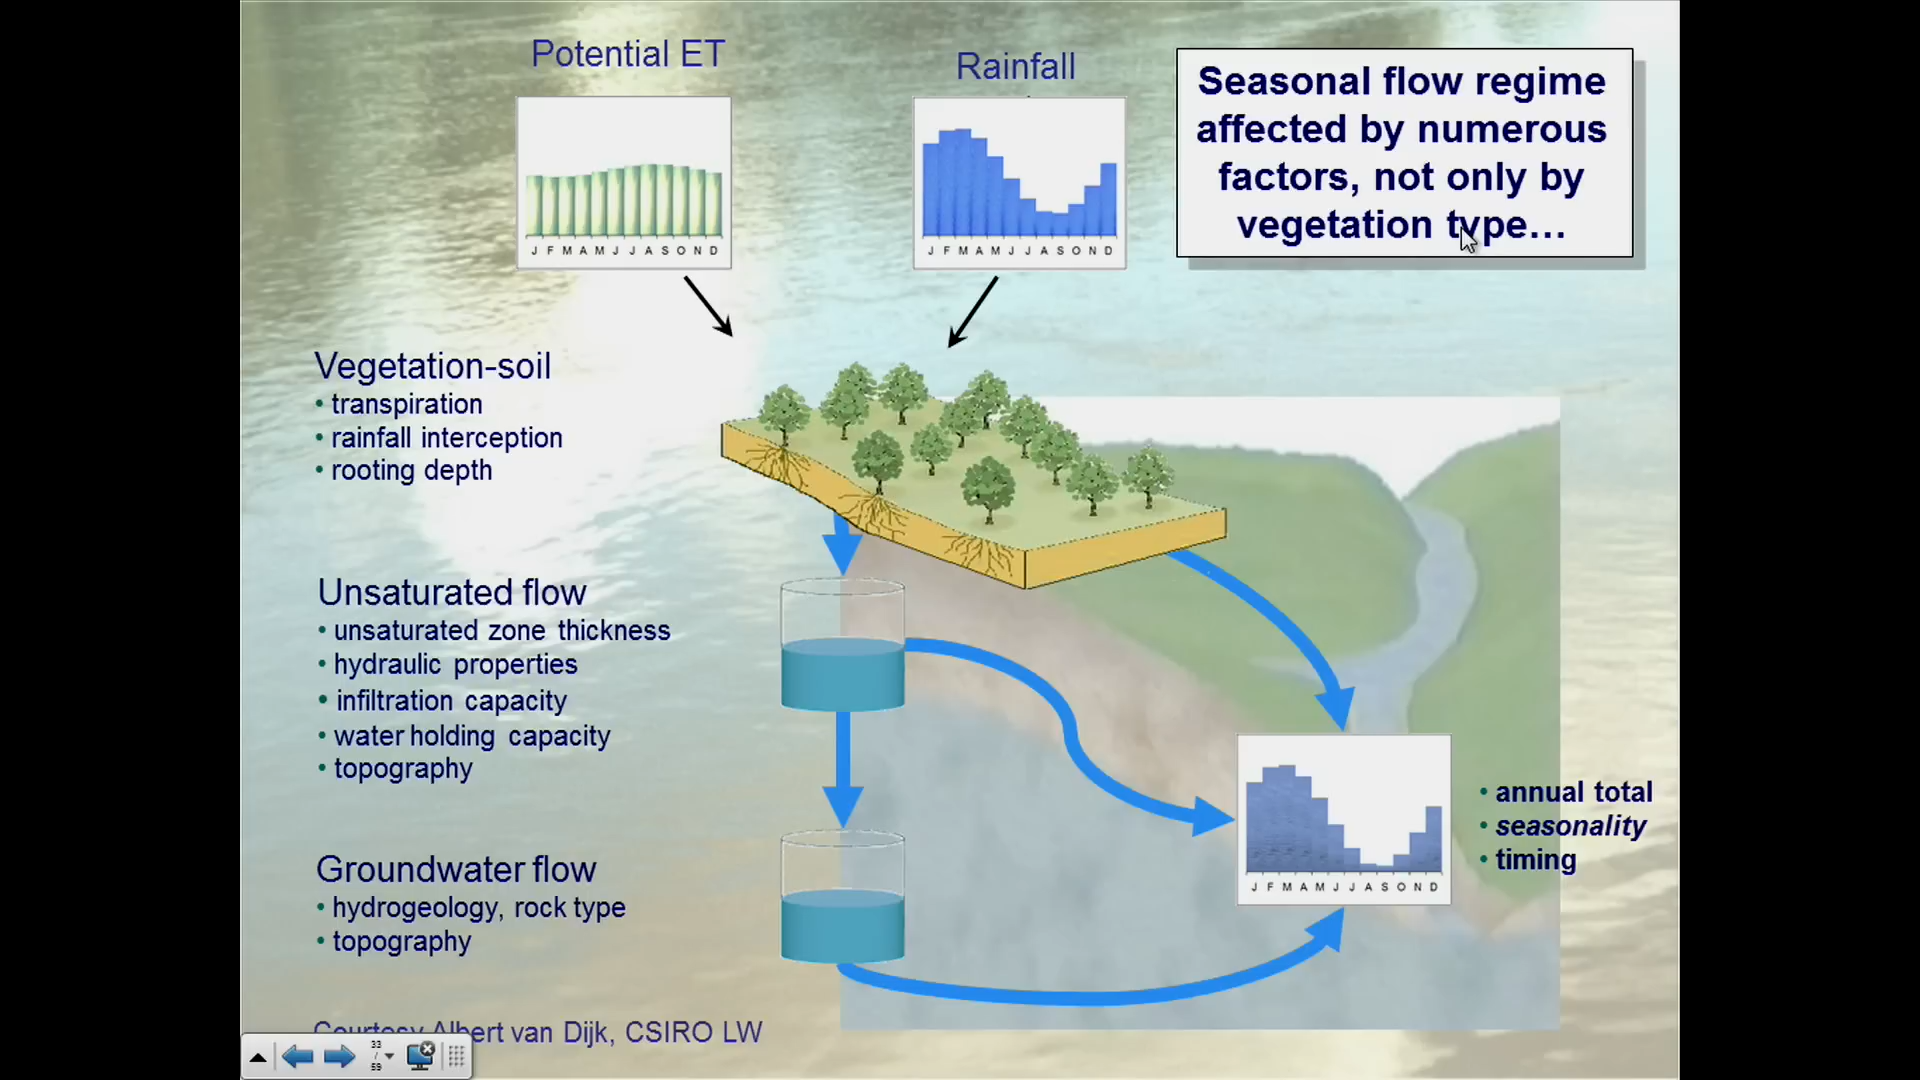 Potential ET
Rainfall
Seasonal flow regime
affected by numerous
factors, not only by
vegetation type...
J F M A M J J A S O N D
J F M A M J J A S O N D
Vegetation-soil
• transpiration
• rainfall interception
• rooting depth
Unsaturated flow
• unsaturated zone thickness
• hydraulic properties
• infiltration capacity
• water holding capacity
• topography
Groundwater flow
• hydrogeology, rock type
• topography
J F M A M J J A S O N D
• annual total
• seasonality
• timing
Courtesy Albert van Dijk, CSIRO LW
33
/
59